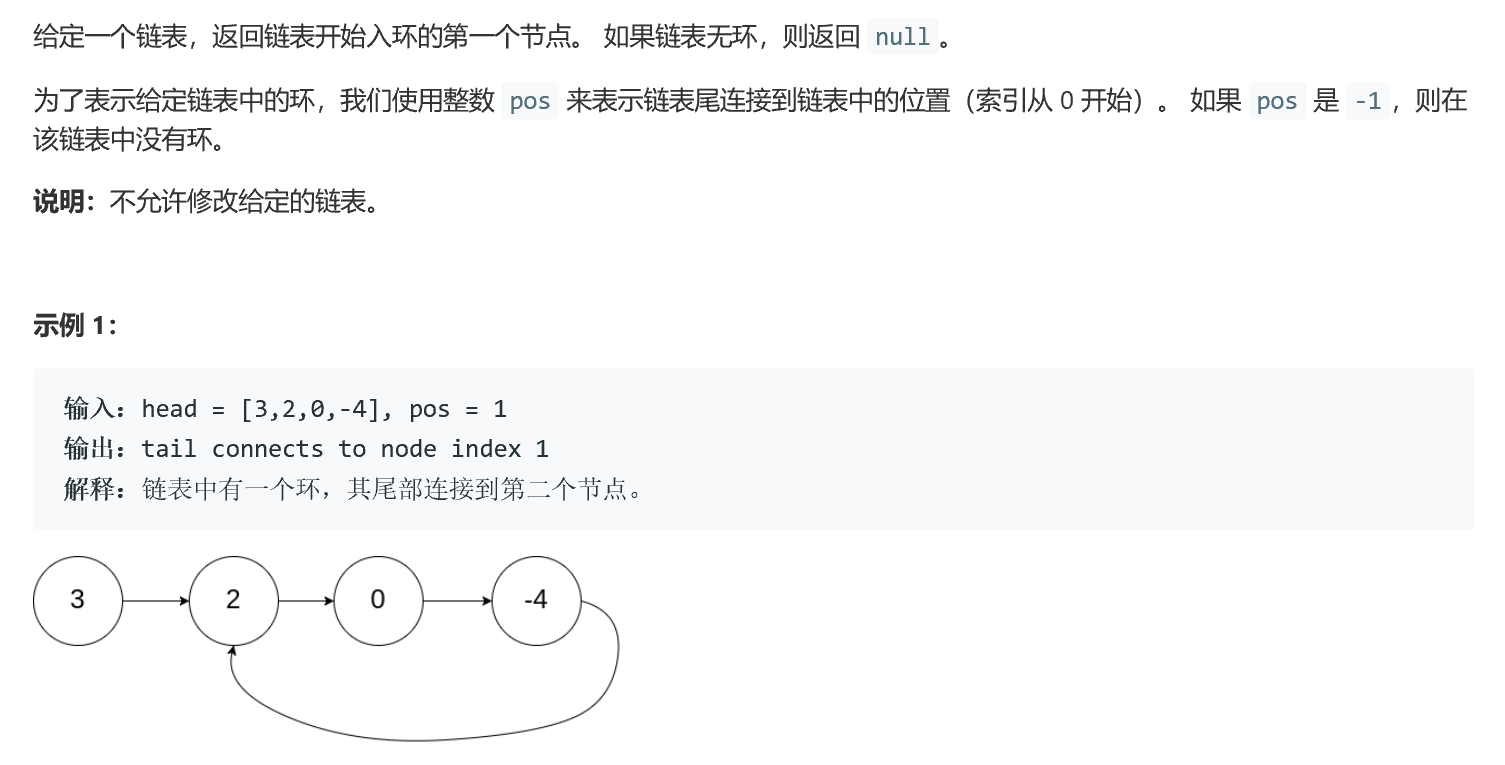 给定一个链表，返回链表开始入环的第一个节点。 如果链表无环，则返回 null 。
为了表示给定链表中的环，我们使用整数 pos 来表示链表尾连接到链表中的位置（索引从 0 开始）。 如果 pos 是 -1，则在
该链表中没有环。
说明：不允许修改给定的链表。
示例 1：
输入：head = [3,2,0,-4], pos = 1
输出：tail connects to node index 1
解释：链表中有一个环，其尾部连接到第二个节点。
3 2 0 -4